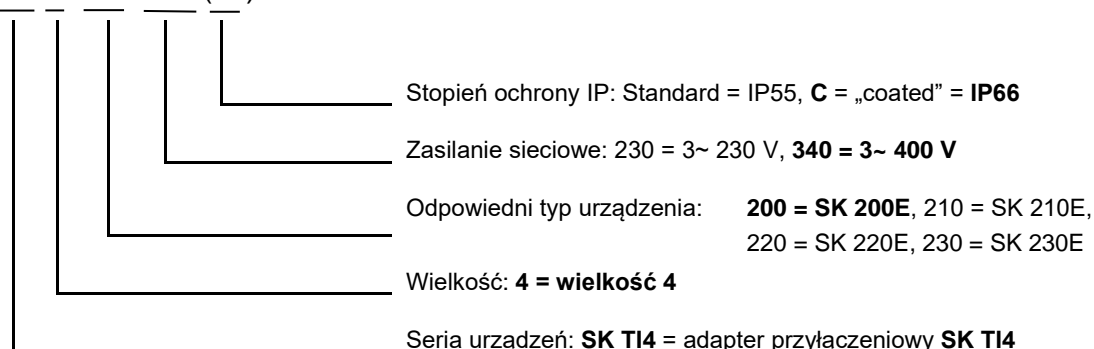 Stopień ochrony IP: Standard = IP55, C = „coated” = IP66
Zasilanie sieciowe: 230 = 3~ 230 V, 340 = 3~ 400 V
Odpowiedni typ urządzenia: 200 = SK 200E, 210 = SK 210E,
220 = SK 220E, 230 = SK 230E
Wielkość: 4 = wielkość 4
Seria urządzeń: SK TI4 = adapter przyłączeniowy SK TI4